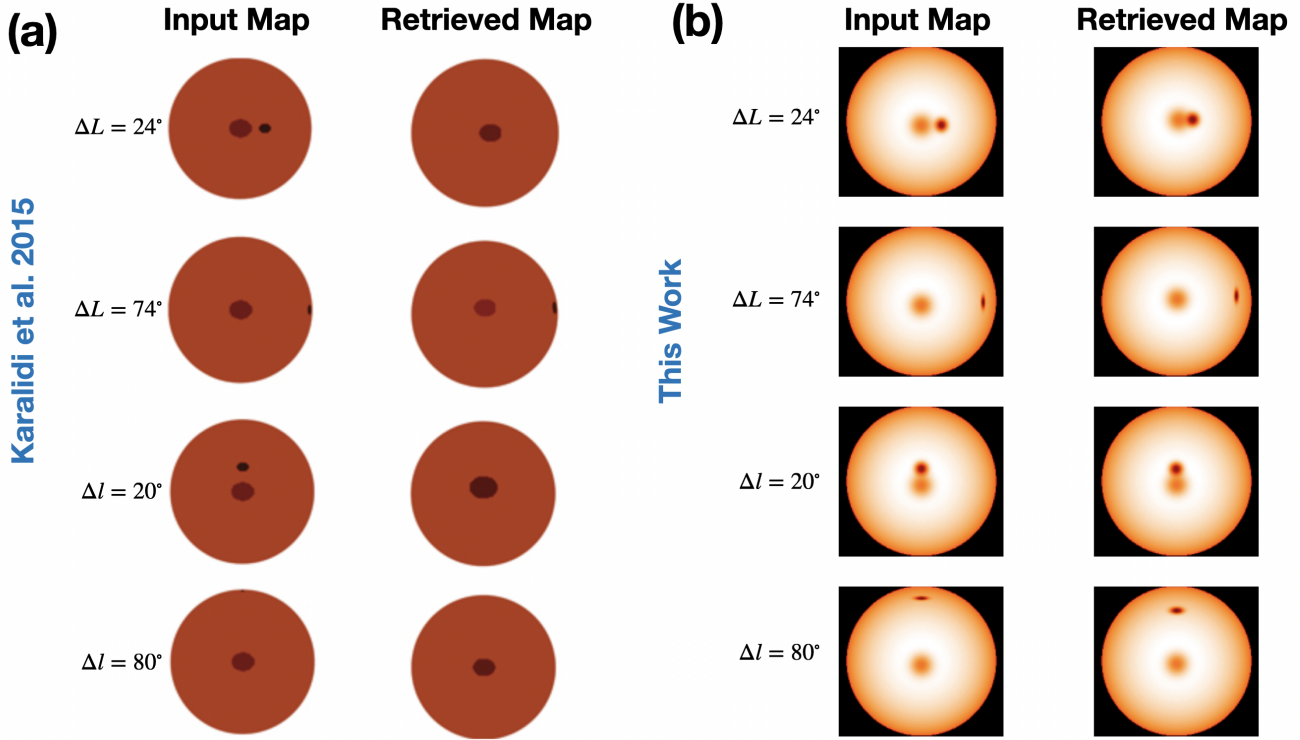 (a)
Input Map
Retrieved Map
Karalidi et al. 2015
ΔL = 24°
ΔL = 74°
Δl = 20°
Δl = 80°
(b)
Input Map
Retrieved Map
This Work
ΔL = 24°
ΔL = 74°
Δl = 20°
Δl = 80°